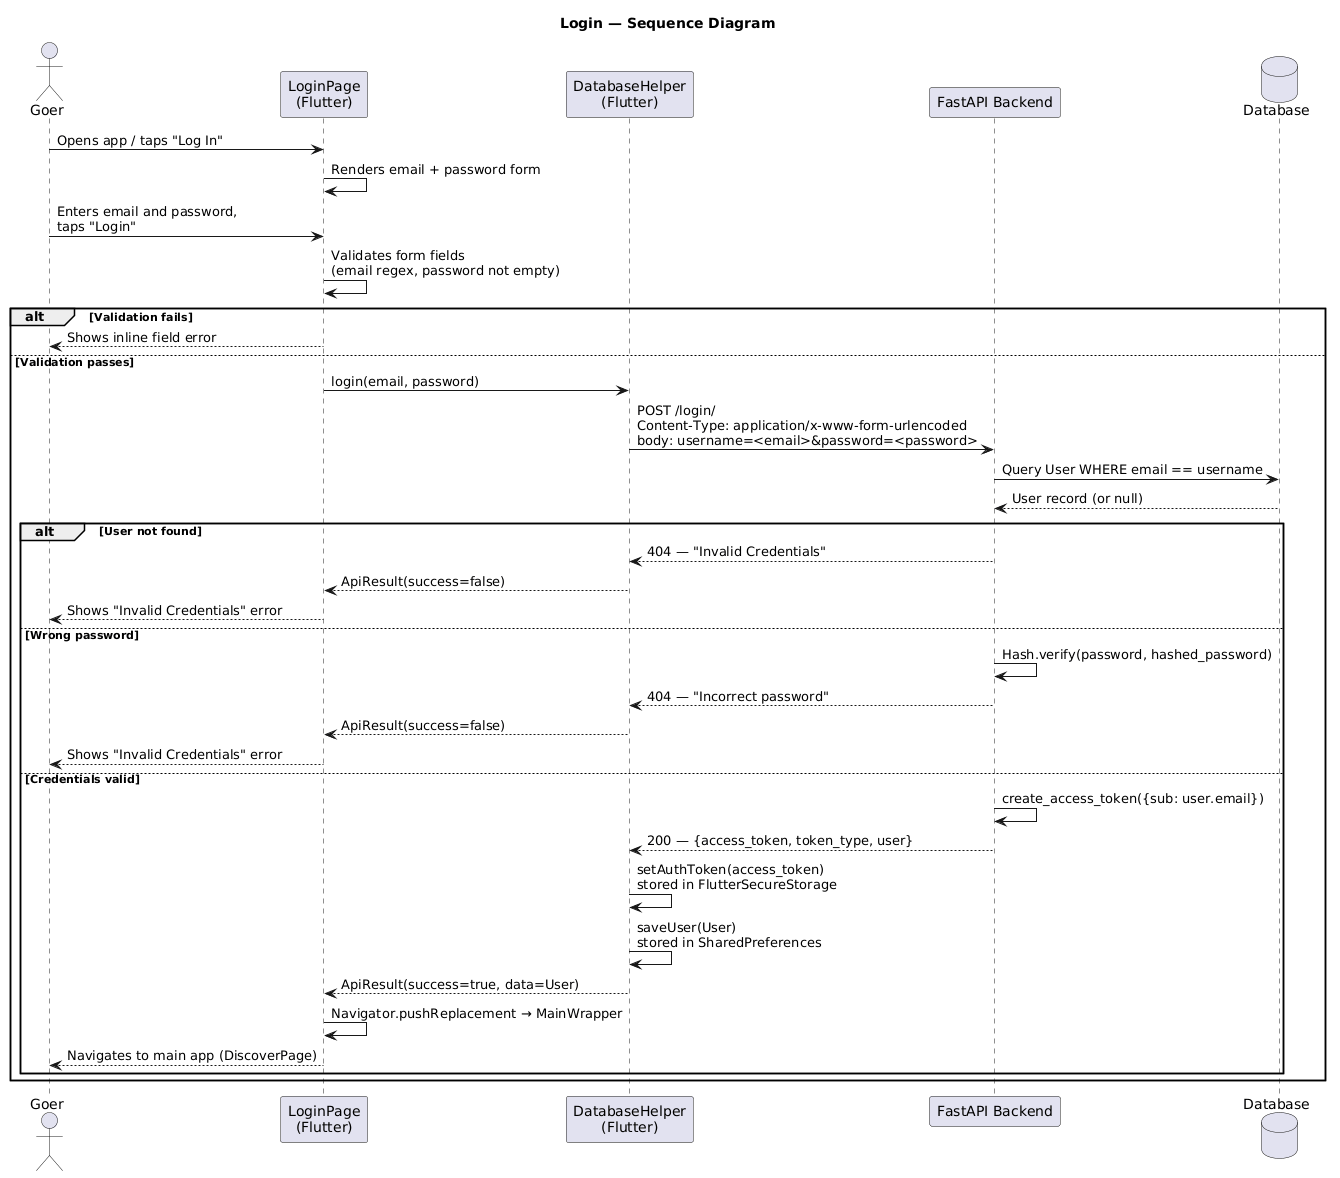 Login — Sequence Diagram
Goer
LoginPage
(Flutter)
DatabaseHelper
(Flutter)
FastAPI Backend
Database
Opens app / taps "Log In"
Renders email + password form
Enters email and password,
taps "Login"
Validates form fields
(email regex, password not empty)
alt [Validation fails]
Shows inline field error
[Validation passes]
login(email, password)
POST /login/
Content-Type: application/x-www-form-urlencoded
body: username=<email>&password=<password>
Query User WHERE email == username
User record (or null)
alt [User not found]
404 — "Invalid Credentials"
ApiResult(success=false)
Shows "Invalid Credentials" error
[Wrong password]
Hash.verify(password, hashed_password)
404 — "Incorrect password"
ApiResult(success=false)
Shows "Invalid Credentials" error
[Credentials valid]
create_access_token({sub: user.email})
200 — {access_token, token_type, user}
setAuthToken(access_token)
stored in FlutterSecureStorage
saveUser(User)
stored in SharedPreferences
ApiResult(success=true, data=User)
Navigator.pushReplacement → MainWrapper
Navigates to main app (DiscoverPage)
Goer
LoginPage
(Flutter)
DatabaseHelper
(Flutter)
FastAPI Backend
Database